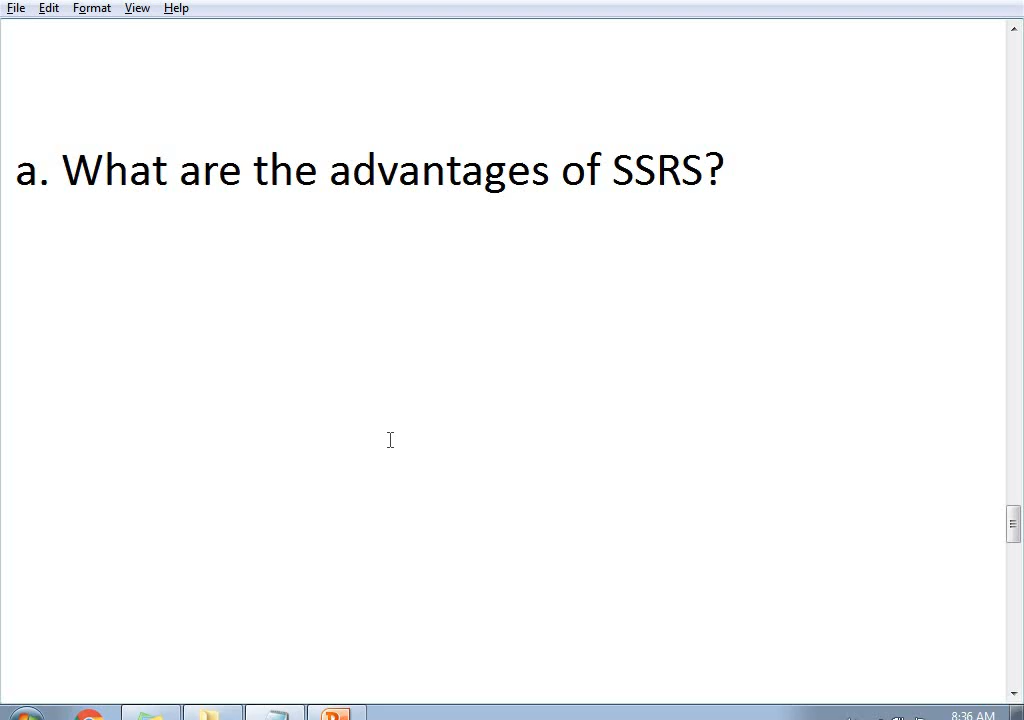 File Edit Format View Help
a. What are the advantages of SSRS?
8:36 AM